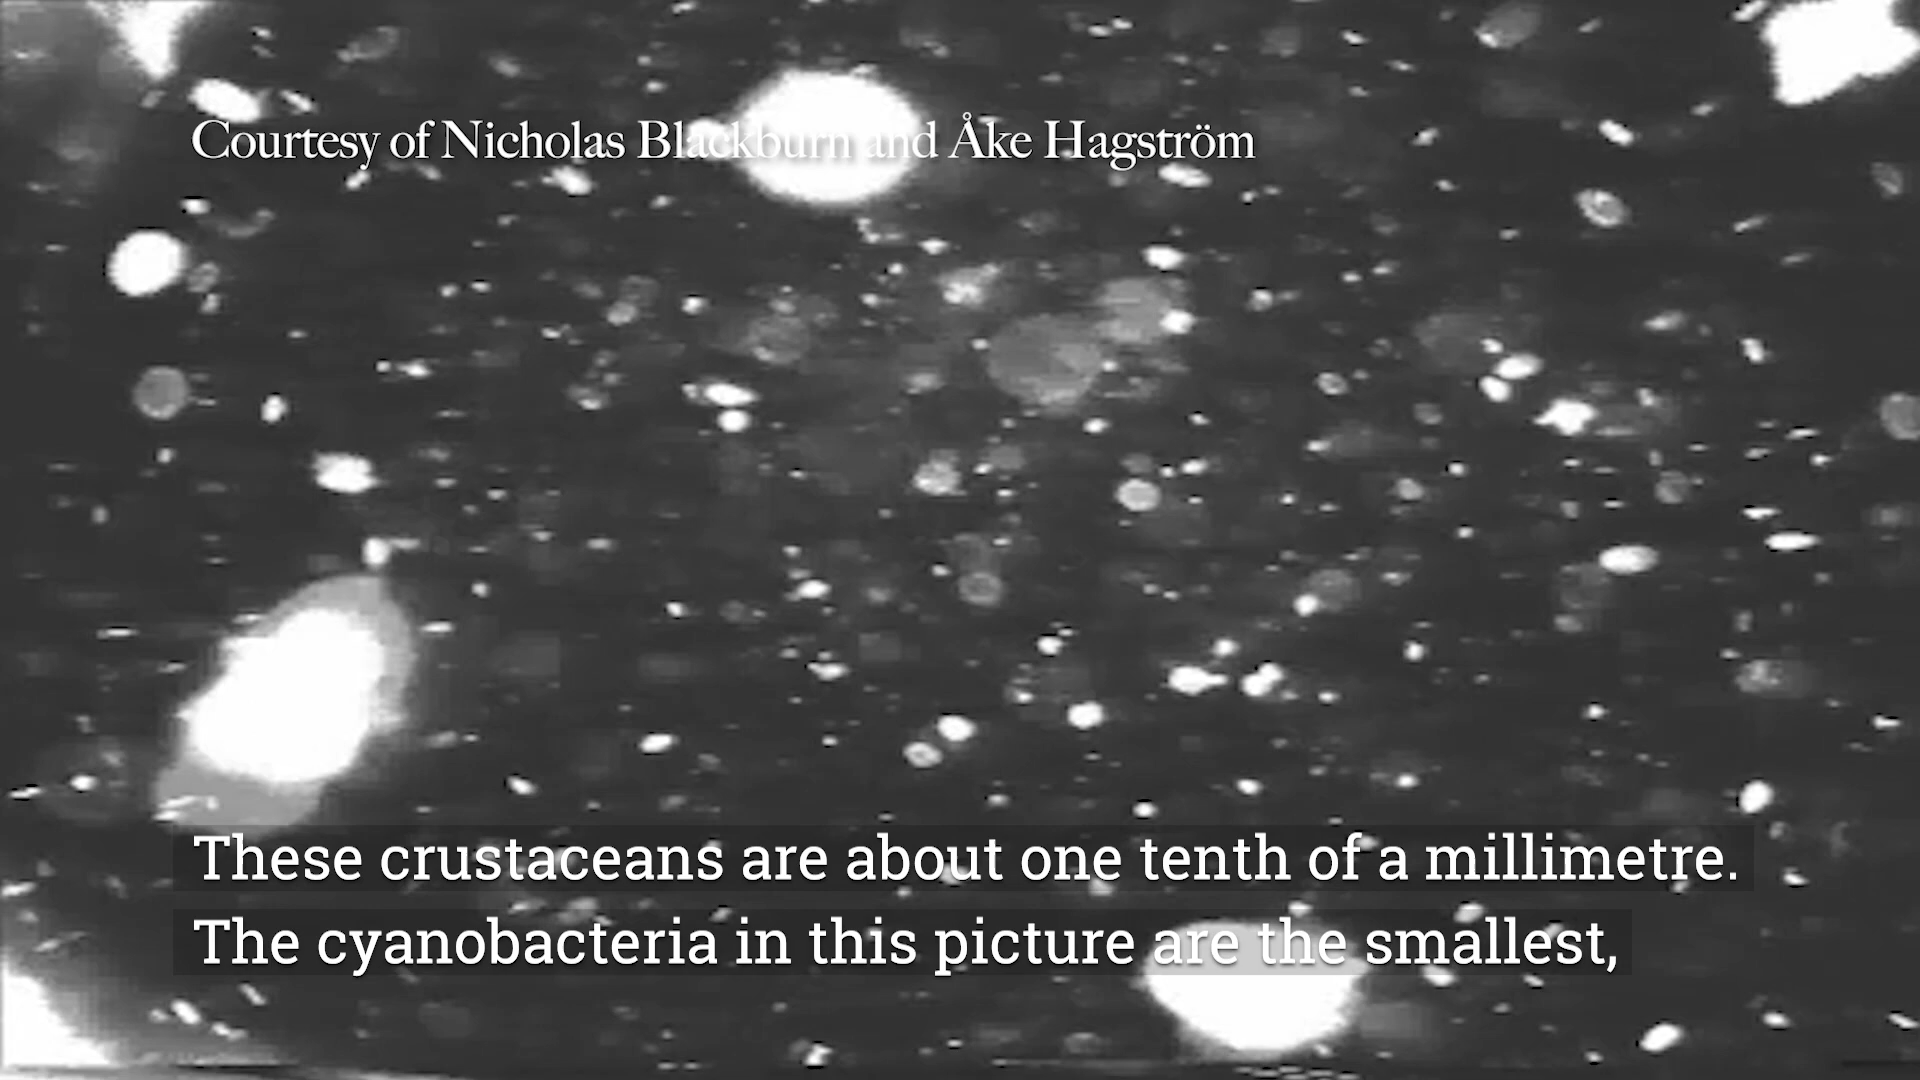 Courtesy of Nicholas Blackburn and Åke Hagström
These crustaceans are about one tenth of a millimetre.
The cyanobacteria in this picture are the smallest,